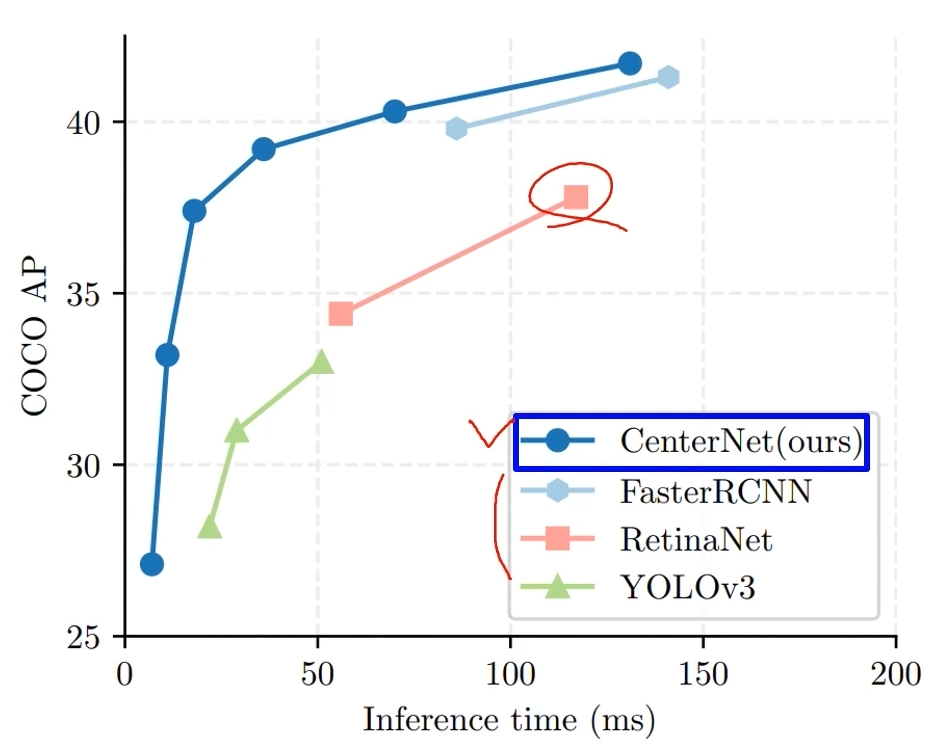 40
35
30
25
COCO AP
CenterNet(ours)
FasterRCNN
RetinaNet
YOLOv3
0 50 100 150 200
Inference time (ms)